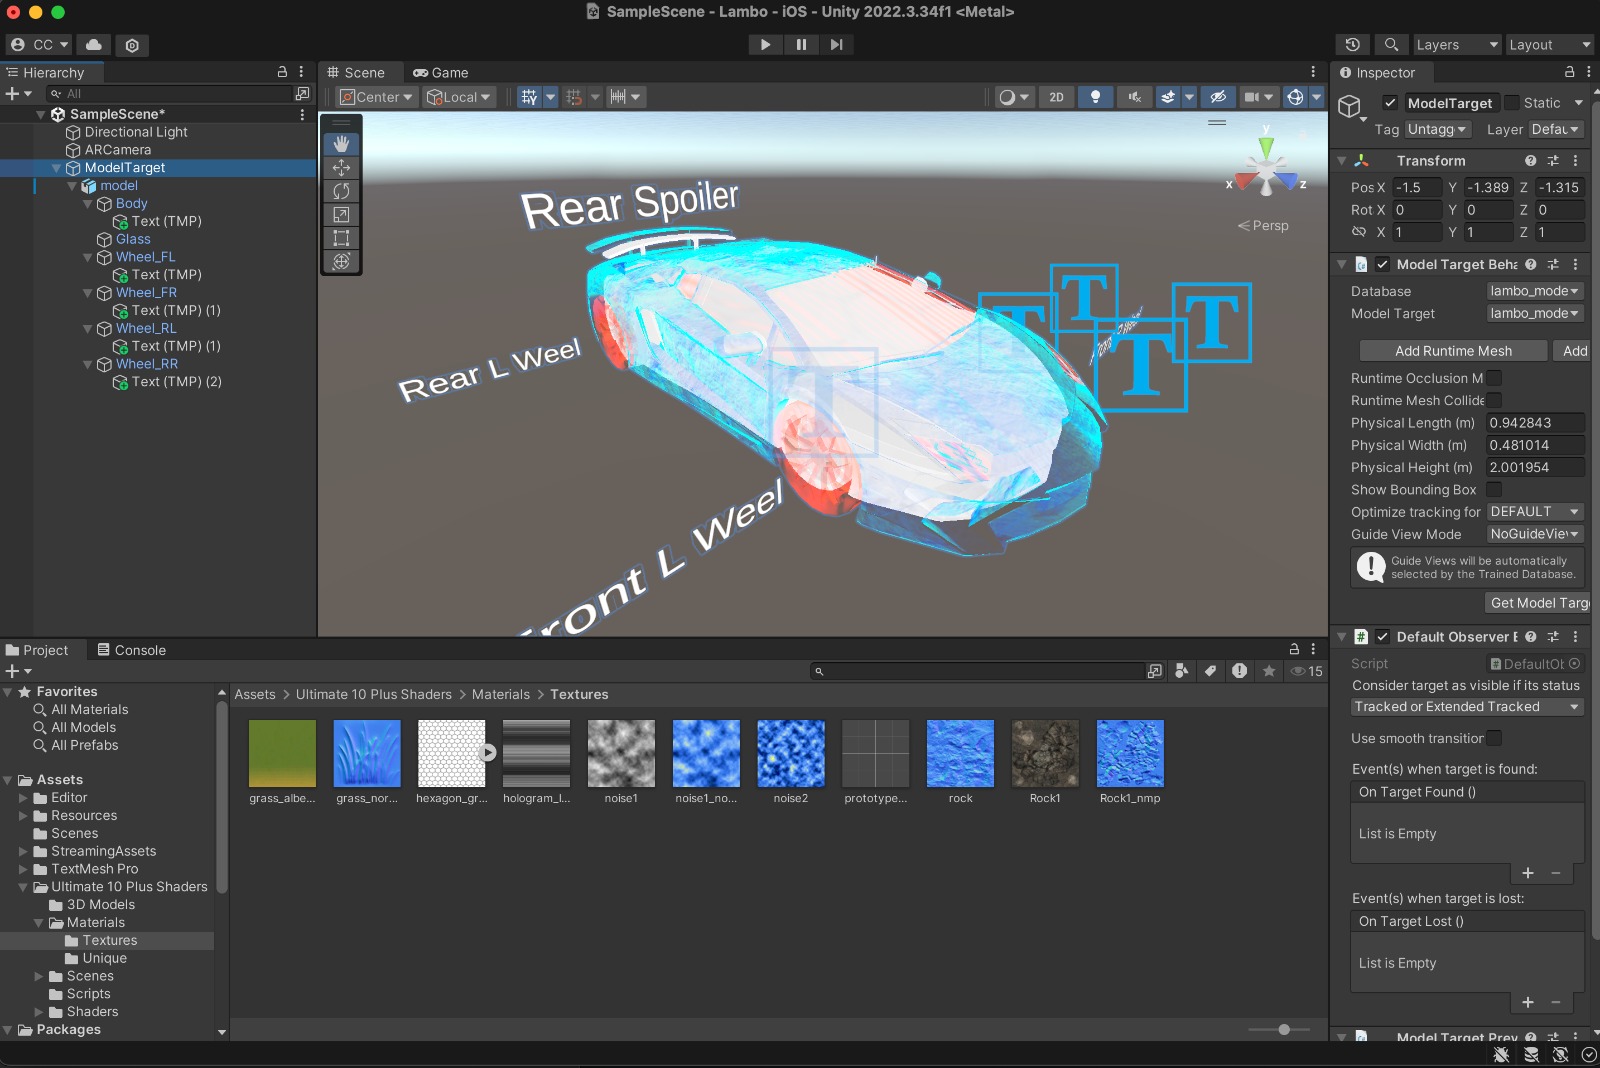 SampleScene - Lambo - iOS - Unity 2022.3.34f1 <Metal>
CC
Layers
Layout
Hierarchy
All
SampleScene*
Directional Light
ARCamera
ModelTarget
model
Body
Text (TMP)
Glass
Wheel_FL
Text (TMP)
Wheel_FR
Text (TMP) (1)
Wheel_RL
Text (TMP) (1)
Wheel_RR
Text (TMP) (2)
Scene
Game
Center
Local
2D
y
x
z
Persp
Rear Spoiler
Rear L Weel
Front L Weel
T
T
T
T
T
Inspector
ModelTarget
Static
Tag
Untagg
Layer
Defau
Transform
Pos X -1.5 Y -1.389 Z -1.315
Rot X 0 Y 0 Z 0
X 1 Y 1 Z 1
Model Target Beha
Database
lambo_mode
Model Target
lambo_mode
Add Runtime Mesh
Add
Runtime Occlusion M
Runtime Mesh Collide
Physical Length (m) 0.942843
Physical Width (m) 0.481014
Physical Height (m) 2.001954
Show Bounding Box
Optimize tracking for DEFAULT
Guide View Mode NoGuideView
Guide Views will be automatically
selected by the Trained Database.
Get Model Targ
Default Observer E
Script
DefaultOb
Consider target as visible if its status
Tracked or Extended Tracked
Use smooth transition
Event(s) when target is found:
On Target Found ()
List is Empty
Event(s) when target is lost:
On Target Lost ()
List is Empty
Model Target Prev
Project
Console
15
Favorites
All Materials
All Models
All Prefabs
Assets
Editor
Resources
Scenes
StreamingAssets
TextMesh Pro
Ultimate 10 Plus Shaders
3D Models
Materials
Textures
Unique
Scenes
Scripts
Shaders
Packages
Assets > Ultimate 10 Plus Shaders > Materials > Textures
grass_albe...
grass_nor...
hexagon_gr...
hologram_l...
noise1
noise1_no...
noise2
prototype...
rock
Rock1
Rock1_nmp